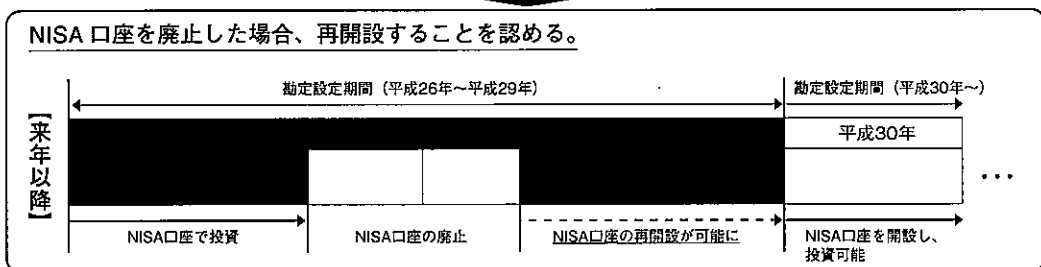 NISA 口座を廃止した場合、再開設することを認める。
勘定設定期間（平成26年～平成29年）
勘定設定期間（平成30年～）
【来年以降】
平成30年
…
NISA口座で投資
NISA口座の廃止
NISA口座の再開設が可能に
NISA口座を開設し、
投資可能